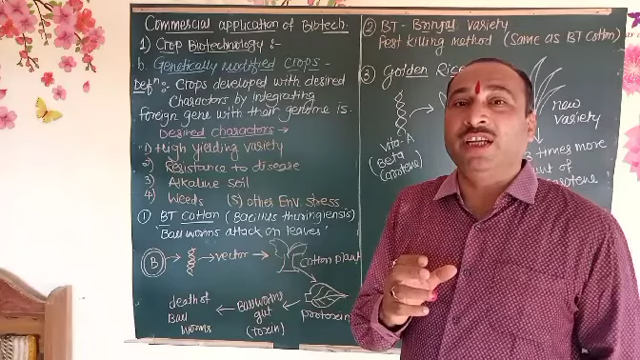 Commercial application of Biotech.
1) Crop Biotechnology :-
b. Genetically modified Crops -
Defⁿ :- Crops developed with desired
Characters by integrating
foreign gene with their genome is.
Desired characters →
1) High yielding variety
2) Resistance to disease
3) Alkaline soil
4) Weeds (5) other Env. stress
① BT cotton (Bacillus thuringiensis)
'Ball worms attack on leaves'
B → → vector → cotton plant
protoxin
Ballworms gut (toxin)
death of Ball worms
② BT - Brinjal variety
Pest killing method (Same as BT Cotton)
③ golden Rice
vita-A
(Beta carotene)
new
variety
3 times more